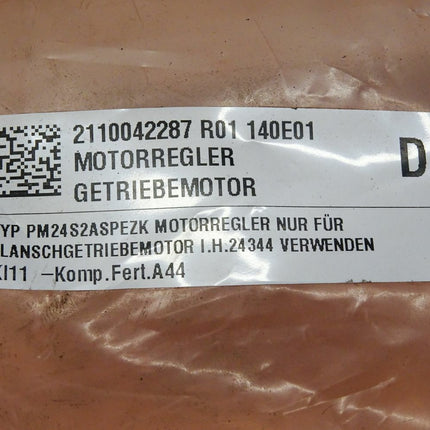 2110042287 R01 140E01
MOTORREGLER
D
GETRIEBEMOTOR
YP PM24S2ASPEZK MOTORREGLER NUR FÜR
LANSCHGETRIEBEMOTOR I.H.24344 VERWENDEN
KI11 –Komp.Fert.A44